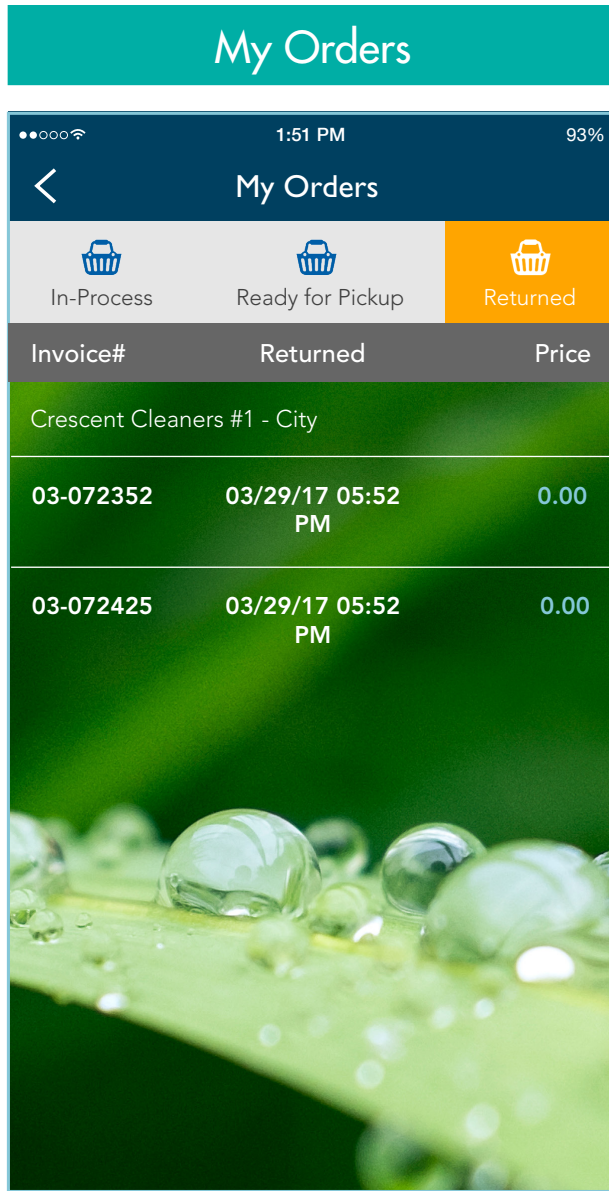 My Orders
1:51 PM 93%
My Orders
In-Process Ready for Pickup Returned
Invoice# Returned Price
Crescent Cleaners #1 - City
03-072352 03/29/17 05:52 0.00
PM
03-072425 03/29/17 05:52 0.00
PM